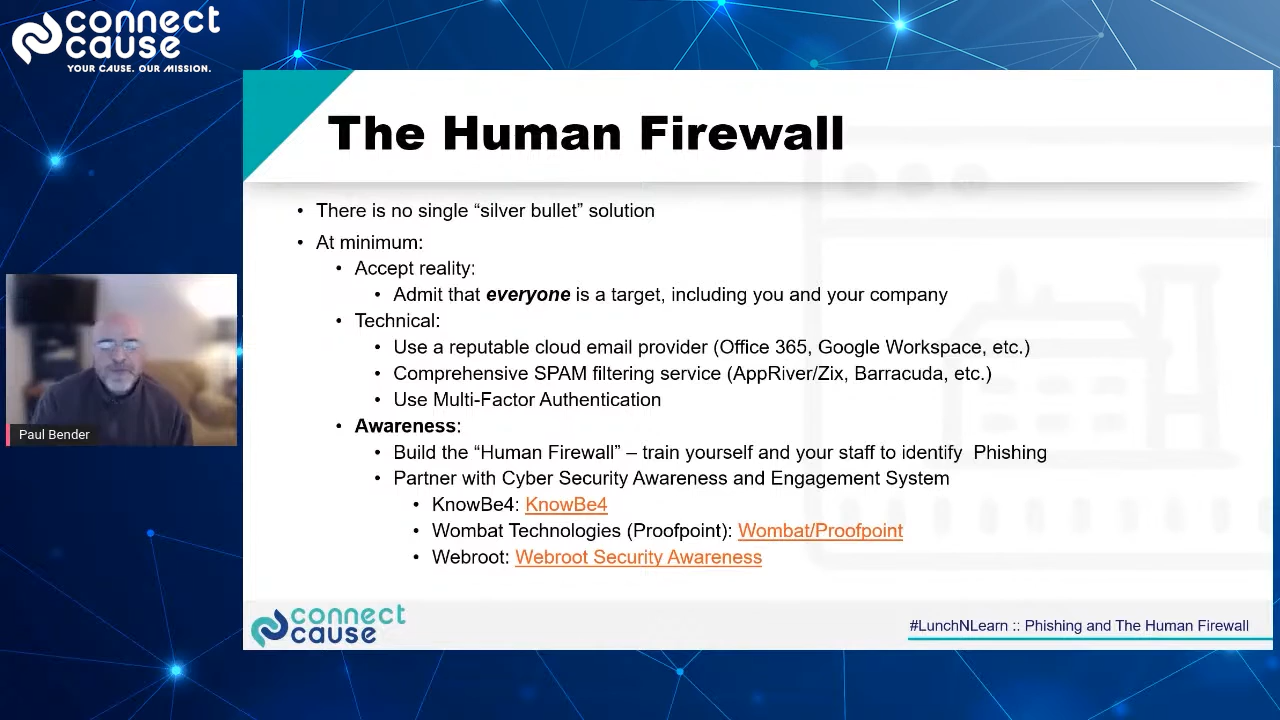 connect
cause
YOUR CAUSE. OUR MISSION.
The Human Firewall
• There is no single “silver bullet” solution
• At minimum:
• Accept reality:
• Admit that everyone is a target, including you and your company
• Technical:
• Use a reputable cloud email provider (Office 365, Google Workspace, etc.)
• Comprehensive SPAM filtering service (AppRiver/Zix, Barracuda, etc.)
• Use Multi-Factor Authentication
• Awareness:
• Build the “Human Firewall” – train yourself and your staff to identify  Phishing
• Partner with Cyber Security Awareness and Engagement System
• KnowBe4: KnowBe4
• Wombat Technologies (Proofpoint): Wombat/Proofpoint
• Webroot: Webroot Security Awareness
Paul Bender
connect
cause
#LunchNLearn :: Phishing and The Human Firewall